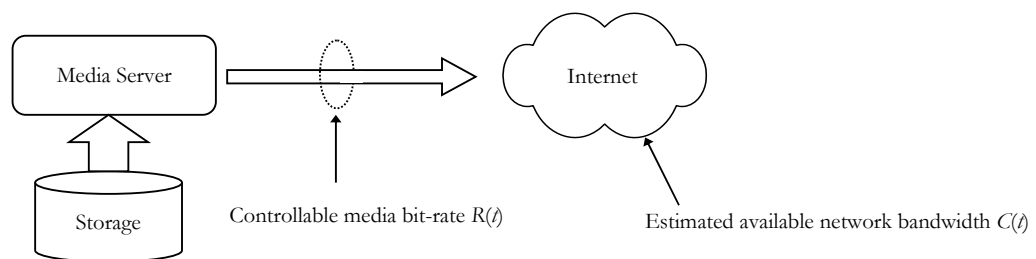 Media Server
Internet
Storage
Controllable media bit-rate R(t)
Estimated available network bandwidth C(t)